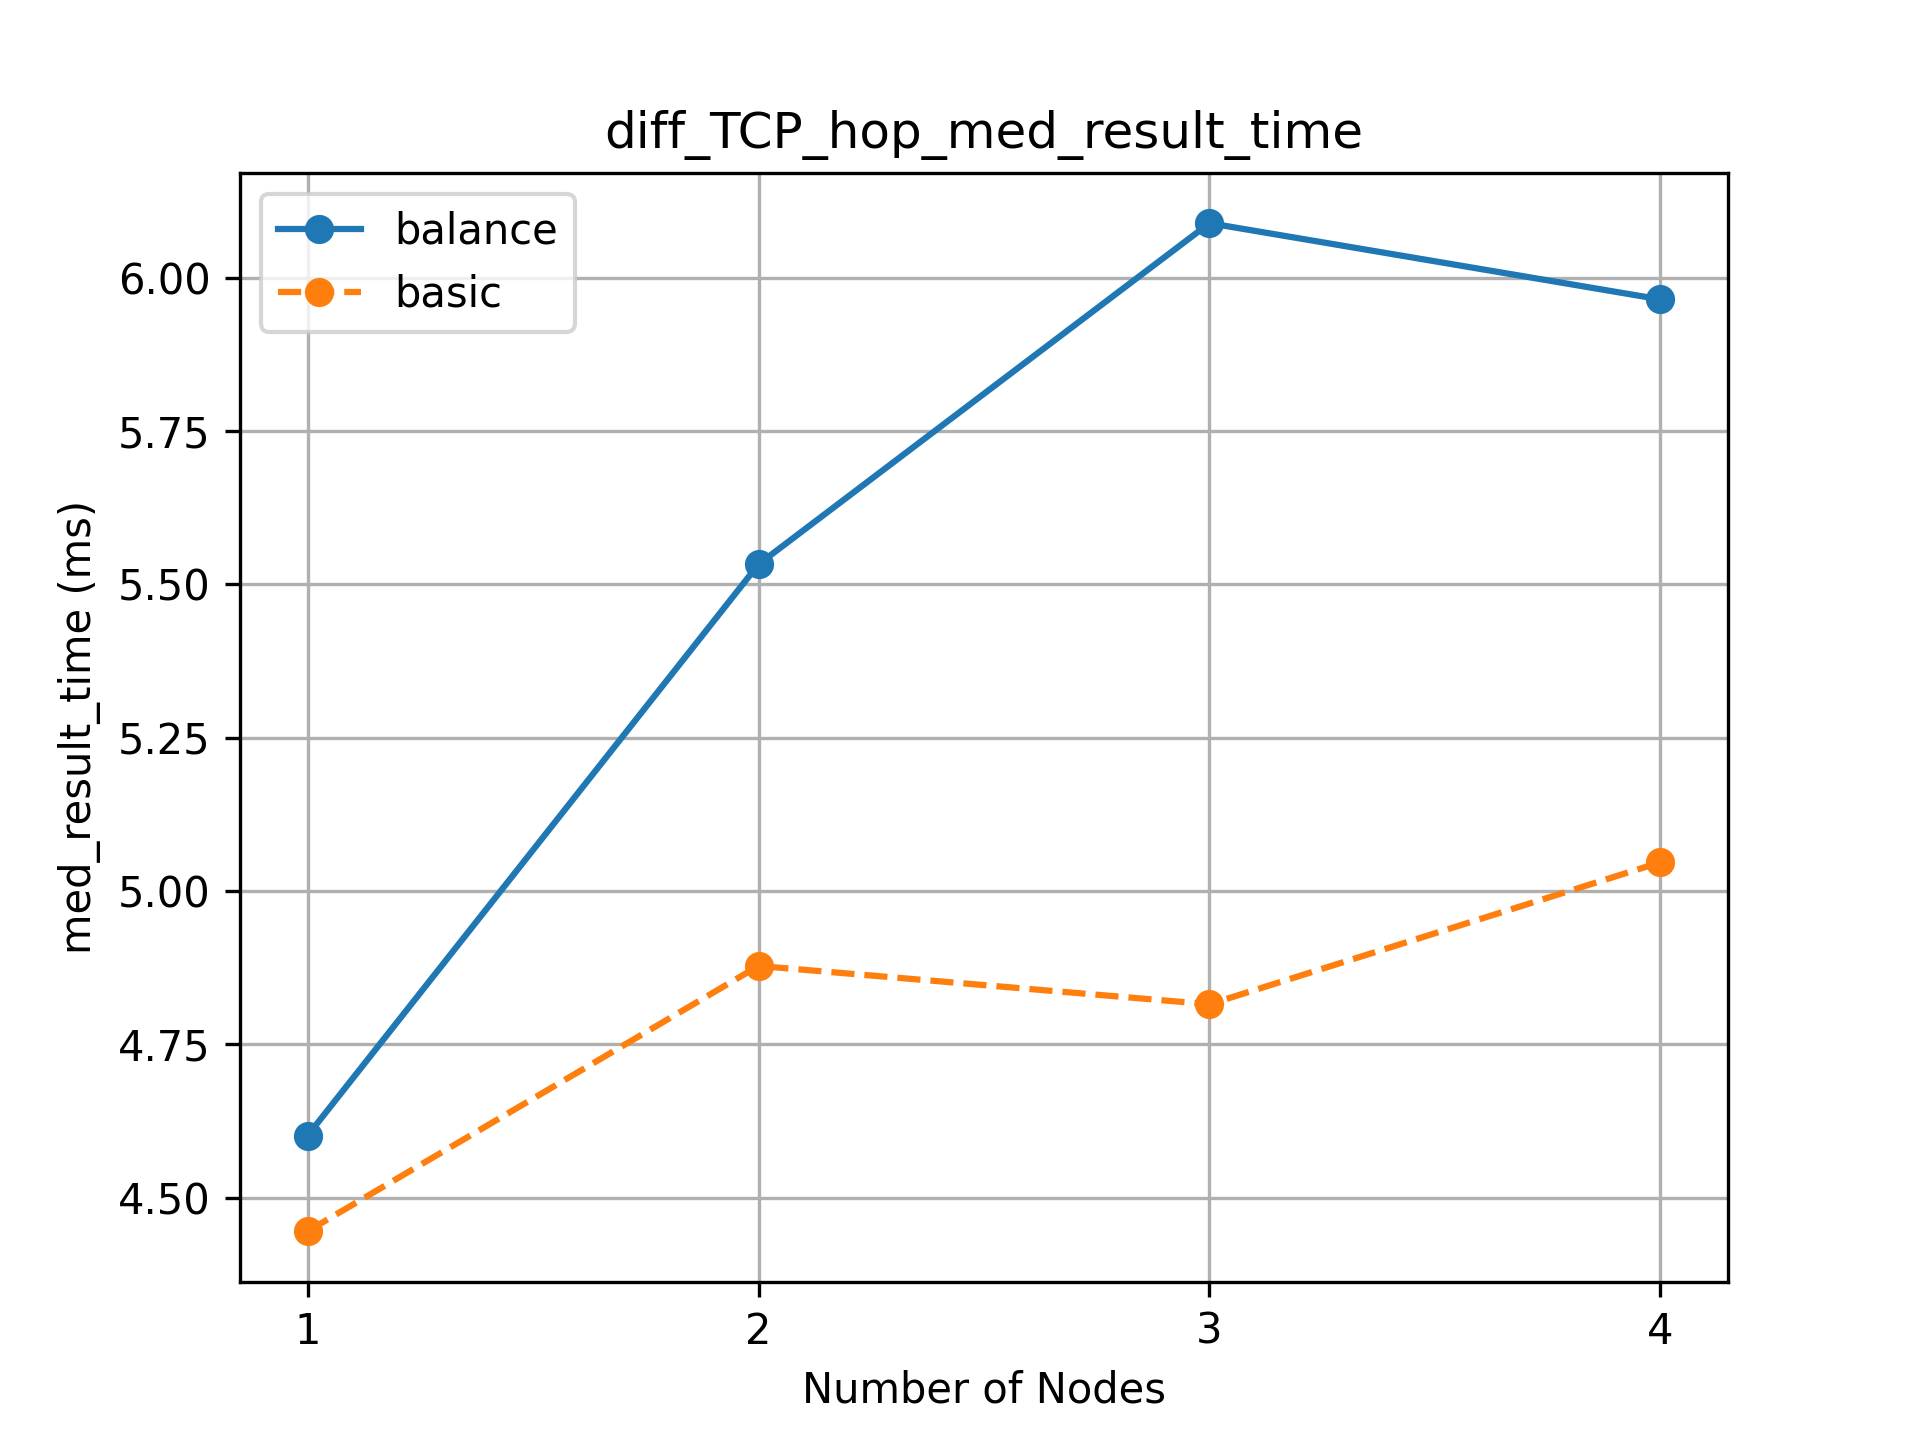 diff_TCP_hop_med_result_time
balance
basic
6.00
5.75
5.50
5.25
5.00
4.75
4.50
med_result_time (ms)
1 2 3 4
Number of Nodes